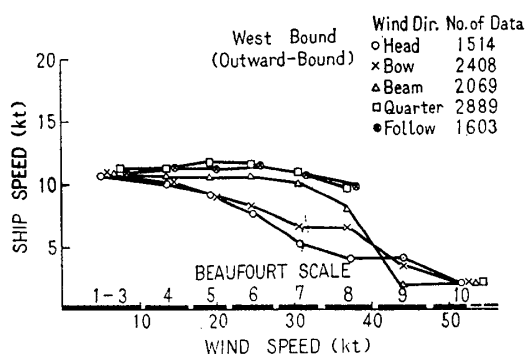 West Bound
(Outward-Bound)
Wind Dir. No. of Data
Head 1514
Bow 2408
Beam 2069
Quarter 2889
Follow 1603
SHIP SPEED (kt)
20
15
10
5
BEAUFOURT SCALE
1-3 4 5 6 7 8 9 10
10 20 30 40 50
WIND SPEED (kt)